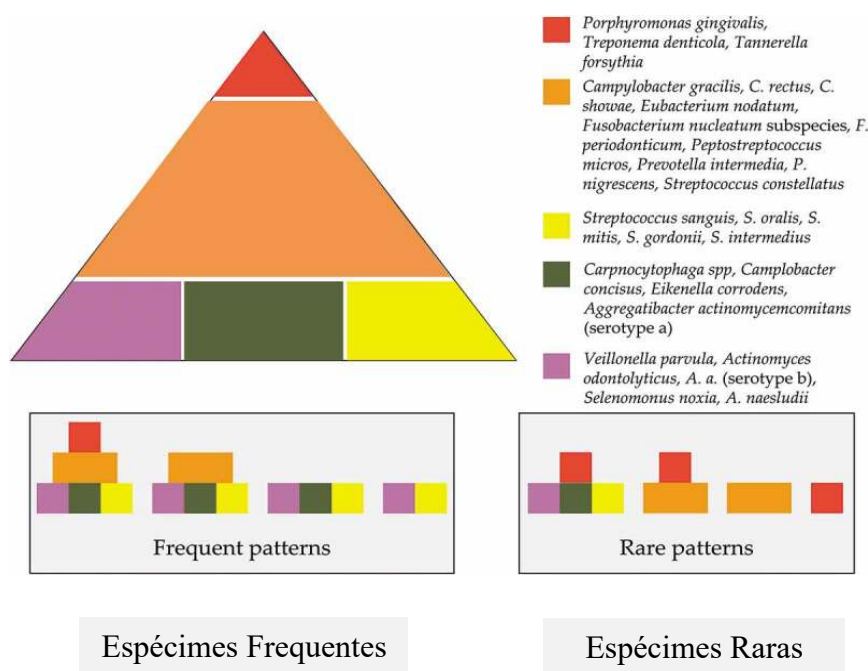 Porphyromonas gingivalis,
Treponema denticola, Tannerella
forsythia
Campylobacter gracilis, C. rectus, C.
showae, Eubacterium nodatum,
Fusobacterium nucleatum subspecies, F.
periodonticum, Peptostreptococcus
micros, Prevotella intermedia, P.
nigrescens, Streptococcus constellatus
Streptococcus sanguis, S. oralis, S.
mitis, S. gordonii, S. intermedius
Carpnocytophaga spp, Camplobacter
concisus, Eikenella corrodens,
Aggregatibacter actinomycemcomitans
(serotype a)
Veillonella parvula, Actinomyces
odontolyticus, A. a. (serotype b),
Selenomonus noxia, A. naesludii
Frequent patterns
Rare patterns
Espécimes Frequentes
Espécimes Raras